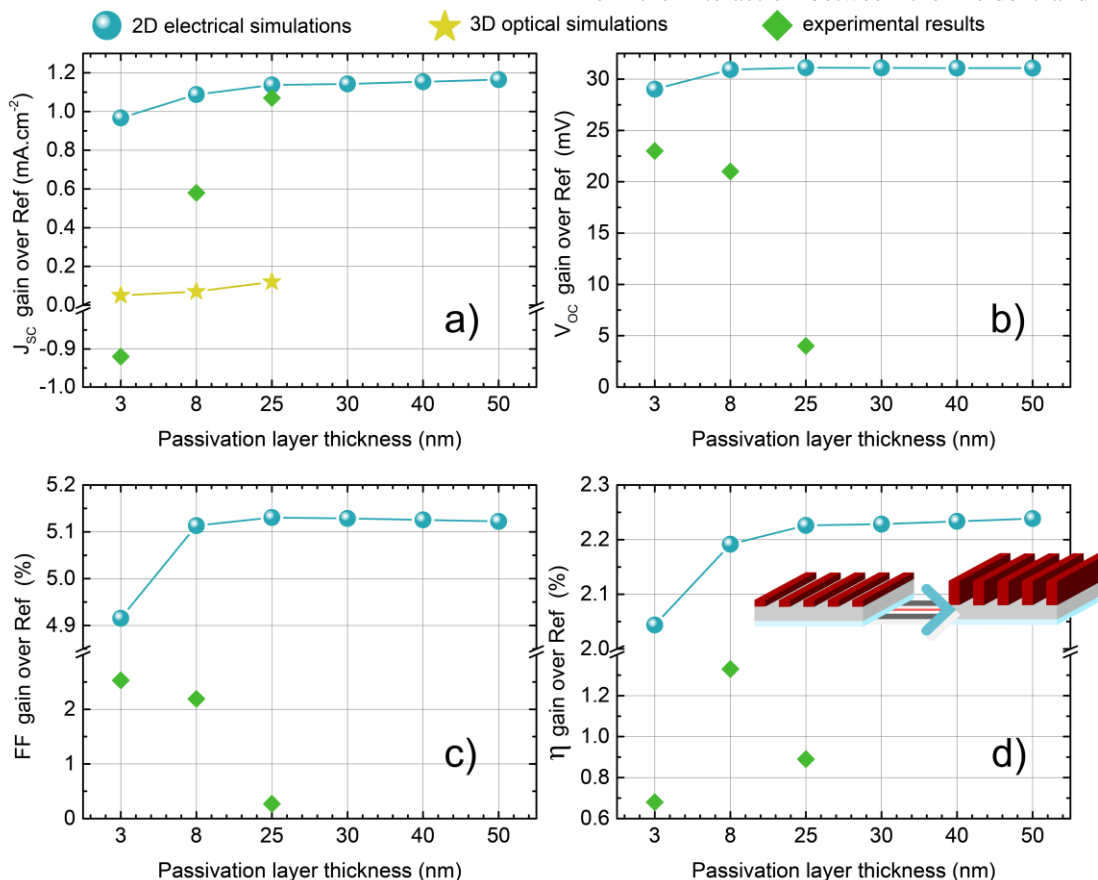 2D electrical simulations 3D optical simulations experimental results
1.2
1.0
0.8
0.6
0.4
0.2
0.0
-0.9
-1.0
J_SC gain over Ref (mA.cm⁻²)
a)
3 8 25 30 40 50
Passivation layer thickness (nm)
30
25
20
15
10
5
0
V_OC gain over Ref (mV)
b)
3 8 25 30 40 50
Passivation layer thickness (nm)
5.2
5.1
5.0
4.9
2
1
0
FF gain over Ref (%)
c)
3 8 25 30 40 50
Passivation layer thickness (nm)
2.3
2.2
2.1
2.0
1.2
1.0
0.8
0.6
η gain over Ref (%)
d)
3 8 25 30 40 50
Passivation layer thickness (nm)